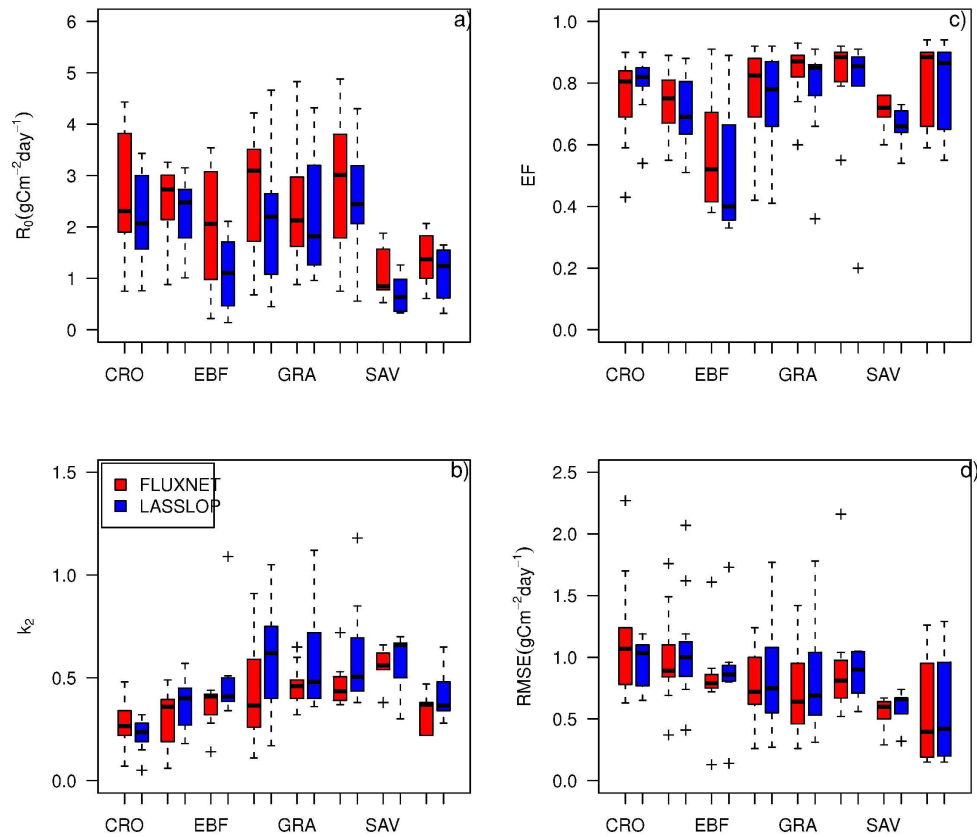 a)
6
5
4
3
2
1
0
R₀(gCm⁻²day⁻¹)
CRO EBF GRA SAV
c)
1.0
0.8
0.6
0.4
0.2
0.0
EF
CRO EBF GRA SAV
b)
FLUXNET
LASSLOP
1.5
1.0
0.5
0.0
k₂
CRO EBF GRA SAV
d)
2.5
2.0
1.5
1.0
0.5
0.0
RMSE(gCm⁻²day⁻¹)
CRO EBF GRA SAV